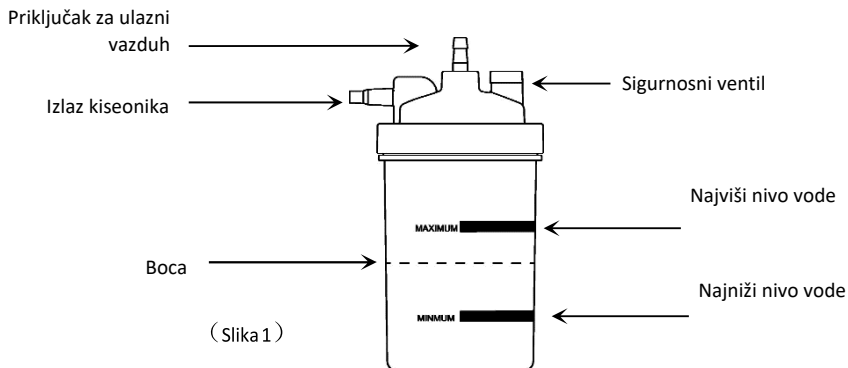 Priključak za ulazni
vazduh
Sigurnosni ventil
Izlaz kiseonika
Najviši nivo vode
MAXIMUM
Boca
Najniži nivo vode
MINMUM
（Slika 1）